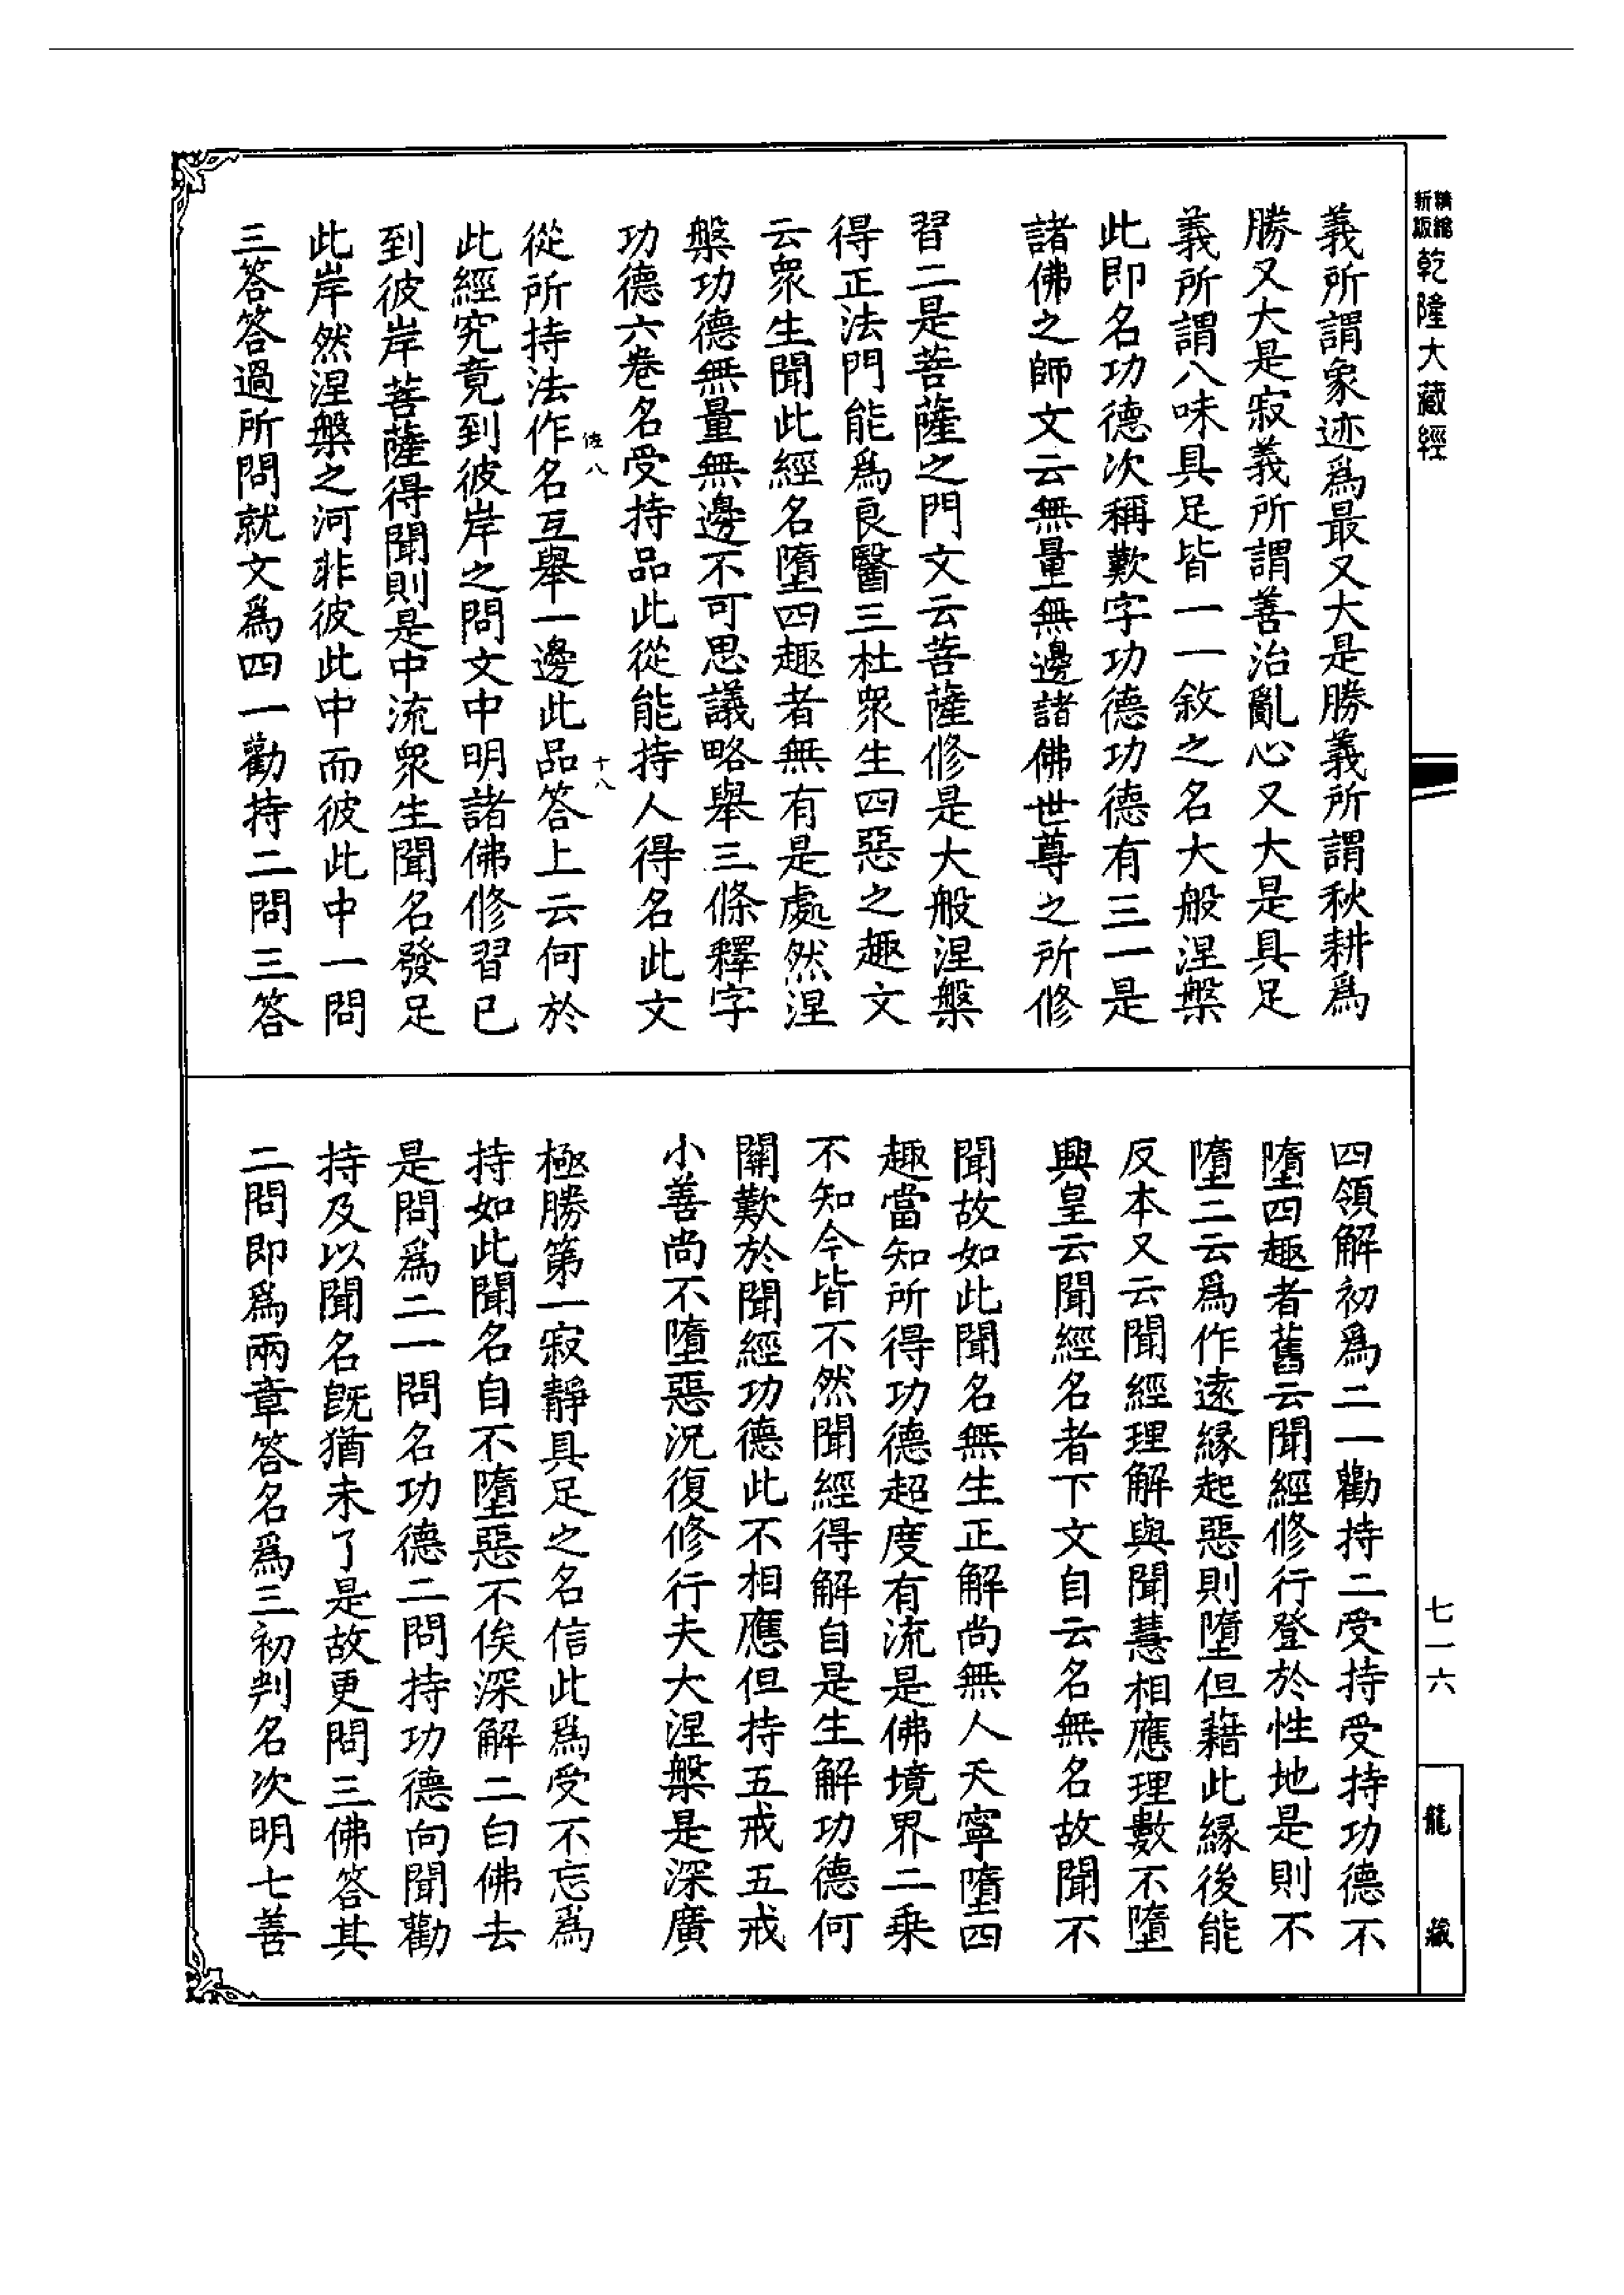 精縮
新版
乾隆大藏經
義所謂象迹爲最又大是勝義所謂秋耕爲
勝又大是寂義所謂善治亂心又大是具足
義所謂八味具足皆一一敘之名大般涅槃
此即名功德次稱歎字功德功德有三一是
諸佛之師文云無量無邊諸佛世尊之所修
習二是菩薩之門文云菩薩修是大般涅槃
得正法門能爲良醫三杜衆生四惡之趣文
云衆生聞此經名墮四趣者無有是處然涅
槃功德無量無邊不可思議略舉三條釋字
功德六卷名受持品此從能持人得名此文
佐八
十八
從所持法作名互舉一邊此品答上云何於
此經究竟到彼岸之問文中明諸佛修習已
到彼岸菩薩得聞則是中流衆生聞名發足
此岸然涅槃之河非彼此中而彼此中一問
三答答過所問就文爲四一勸持二問三答
四領解初爲二一勸持二受持受持功德不
墮四趣者舊云聞經修行登於性地是則不
墮二云爲作遠緣起惡則墮但藉此緣後能
反本又云聞經理解與聞慧相應理數不墮
興皇云聞經名者下文自云名無名故聞不
聞故如此聞名無生正解尚無人天寧墮四
趣當知所得功德超度有流是佛境界二乗
不知今皆不然聞經得解自是生解功德何
關歎於聞經功德此不相應但持五戒五戒
小善尚不墮惡況復修行夫大涅槃是深廣
極勝第一寂靜具足之名信此爲受不忘爲
持如此聞名自不墮惡不俟深解二白佛去
是問爲二一問名功德二問持功德向聞勸
持及以聞名旣猶未了是故更問三佛答其
二問即爲兩章答名爲三初判名次明七善
七一六
龍藏